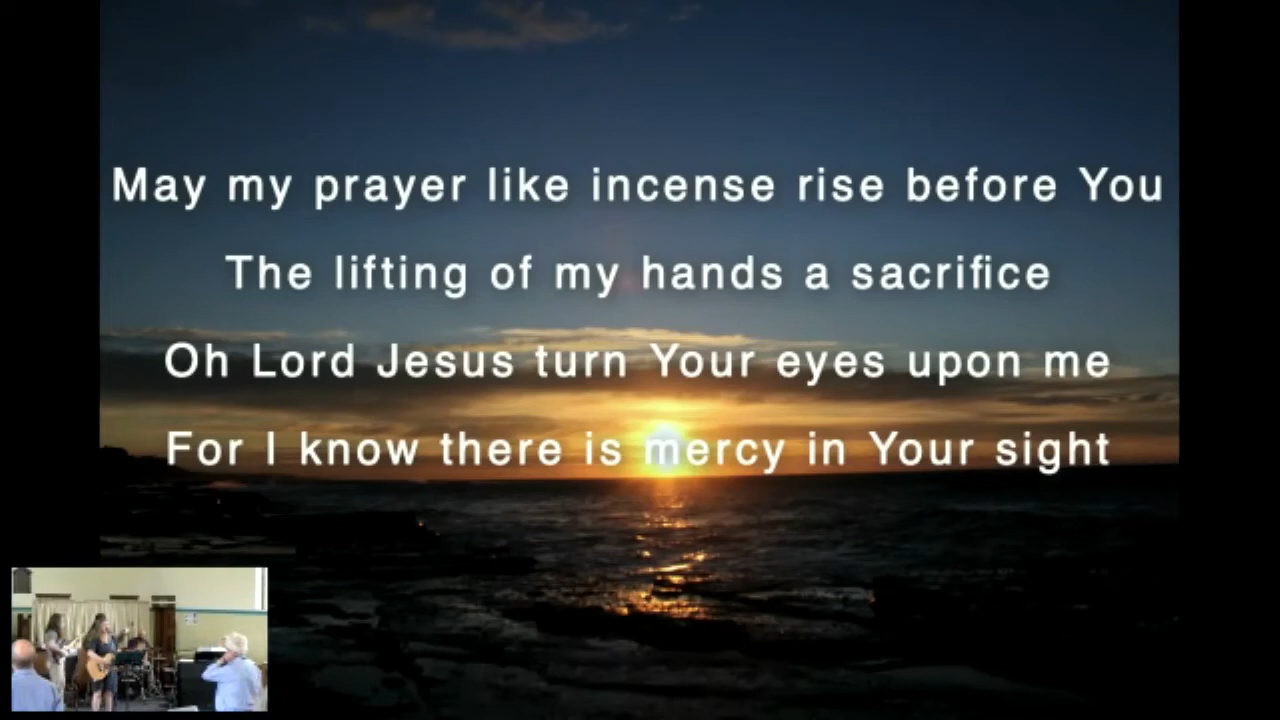 May my prayer like incense rise before You
The lifting of my hands a sacrifice
Oh Lord Jesus turn Your eyes upon me
For I know there is mercy in Your sight